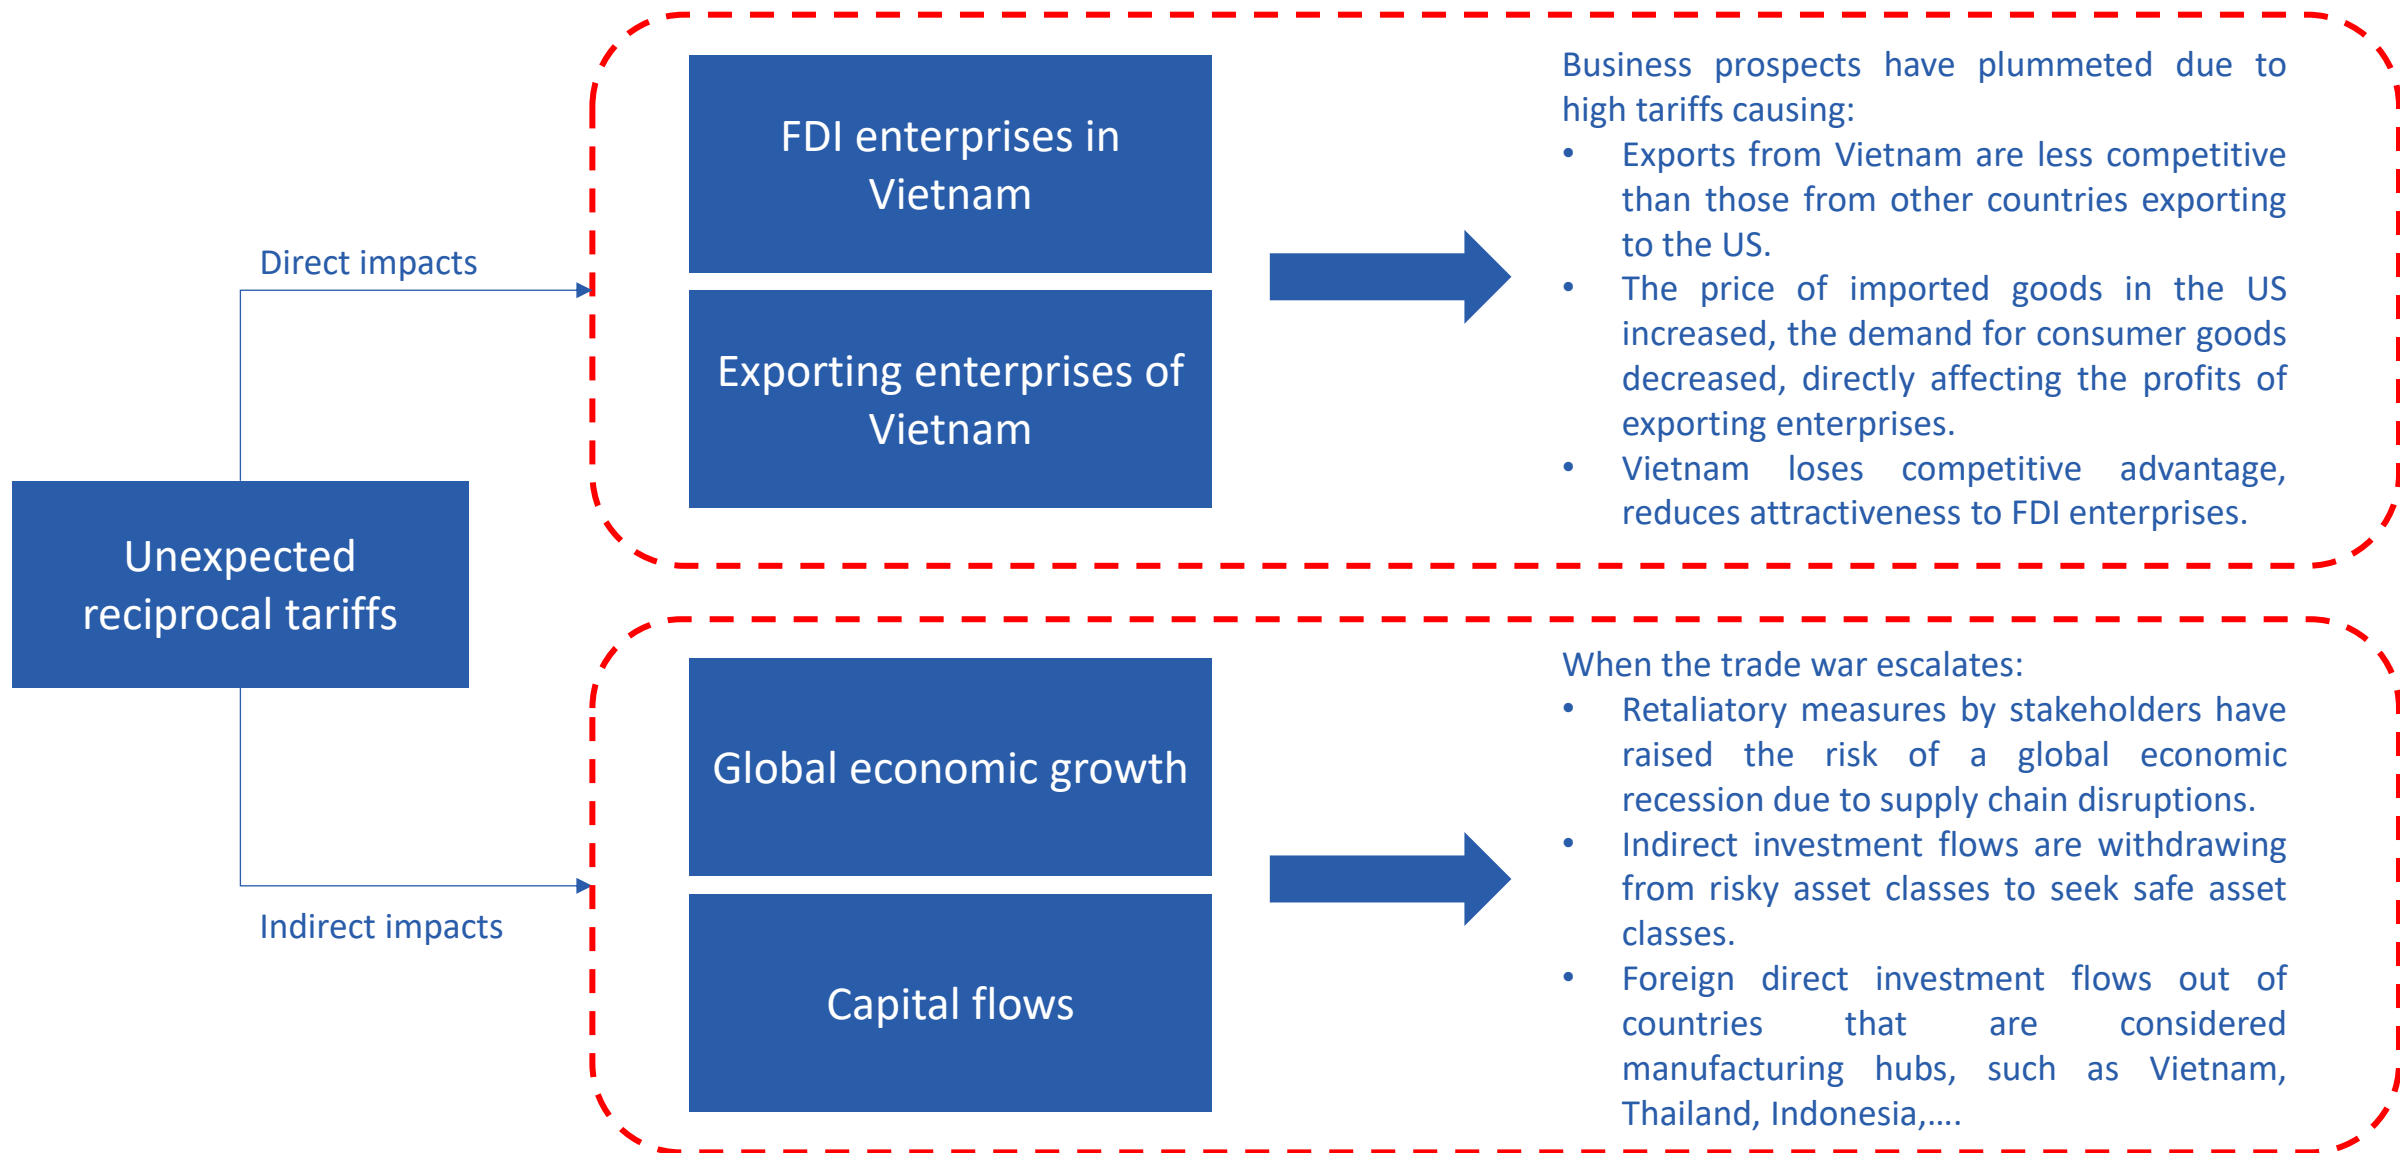 Unexpected
reciprocal tariffs
Direct impacts
FDI enterprises in
Vietnam
Exporting enterprises of
Vietnam
Business prospects have plummeted due to
high tariffs causing:
• Exports from Vietnam are less competitive
than those from other countries exporting
to the US.
• The price of imported goods in the US
increased, the demand for consumer goods
decreased, directly affecting the profits of
exporting enterprises.
• Vietnam loses competitive advantage,
reduces attractiveness to FDI enterprises.
Indirect impacts
Global economic growth
Capital flows
When the trade war escalates:
• Retaliatory measures by stakeholders have
raised the risk of a global economic
recession due to supply chain disruptions.
• Indirect investment flows are withdrawing
from risky asset classes to seek safe asset
classes.
• Foreign direct investment flows out of
countries that are considered
manufacturing hubs, such as Vietnam,
Thailand, Indonesia,....